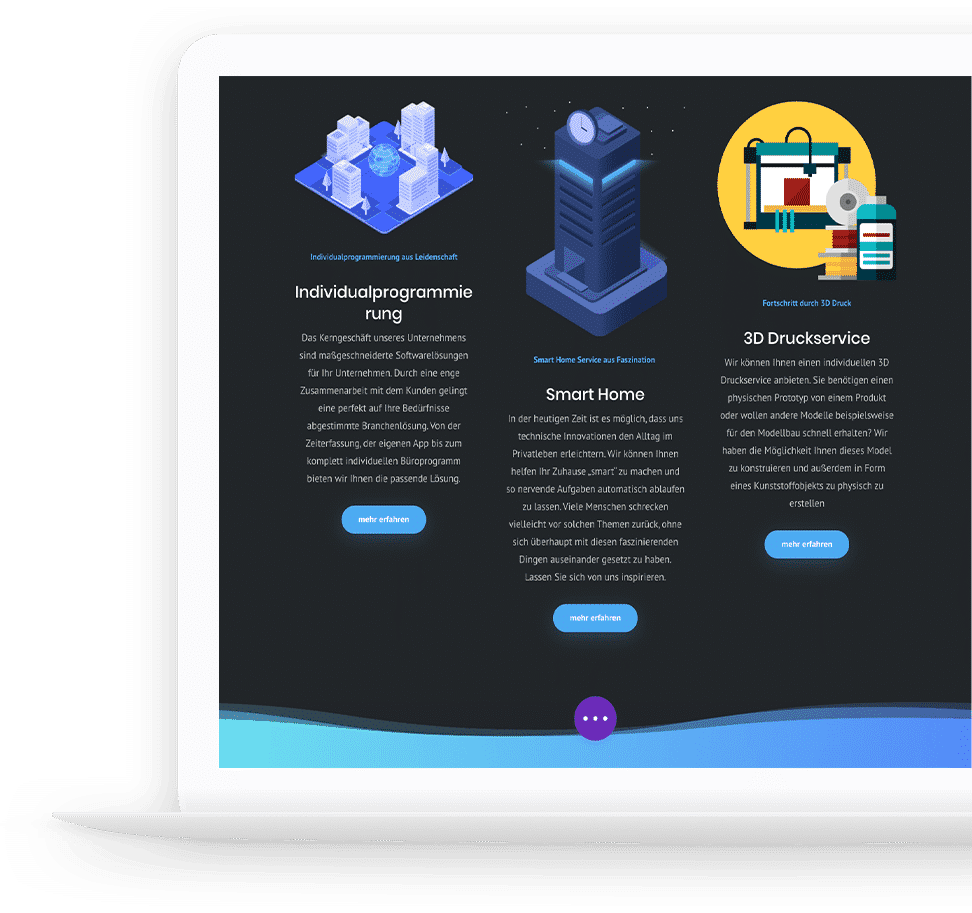 Individualprogrammierung aus Leidenschaft
Individualprogrammie
rung
Das Kerngeschäft unseres Unternehmens
sind maßgeschneiderte Softwarelösungen
für Ihr Unternehmen. Durch eine enge
Zusammenarbeit mit dem Kunden gelingt
eine perfekt auf Ihre Bedürfnisse
abgestimmte Branchenlösung. Von der
Zeiterfassung, der eigenen App bis zum
komplett individuellen Büroprogramm
bieten wir Ihnen die passende Lösung.
mehr erfahren
Smart Home Service aus Faszination
Smart Home
In der heutigen Zeit ist es möglich, dass uns
technische Innovationen den Alltag im
Privatleben erleichtern. Wir können Ihnen
helfen Ihr Zuhause „smart“ zu machen und
so nervende Aufgaben automatisch ablaufen
zu lassen. Viele Menschen schrecken
vielleicht vor solchen Themen zurück, ohne
sich überhaupt mit diesen faszinierenden
Dingen auseinander gesetzt zu haben.
Lassen Sie sich von uns inspirieren.
mehr erfahren
Fortschritt durch 3D Druck
3D Druckservice
Wir können Ihnen einen individuellen 3D
Druckservice anbieten. Sie benötigen einen
physischen Prototyp von einem Produkt
oder wollen andere Modelle beispielsweise
für den Modellbau schnell erhalten? Wir
haben die Möglichkeit Ihnen dieses Model
zu konstruieren und außerdem in Form
eines Kunststoffobjekts zu physisch zu
erstellen
mehr erfahren